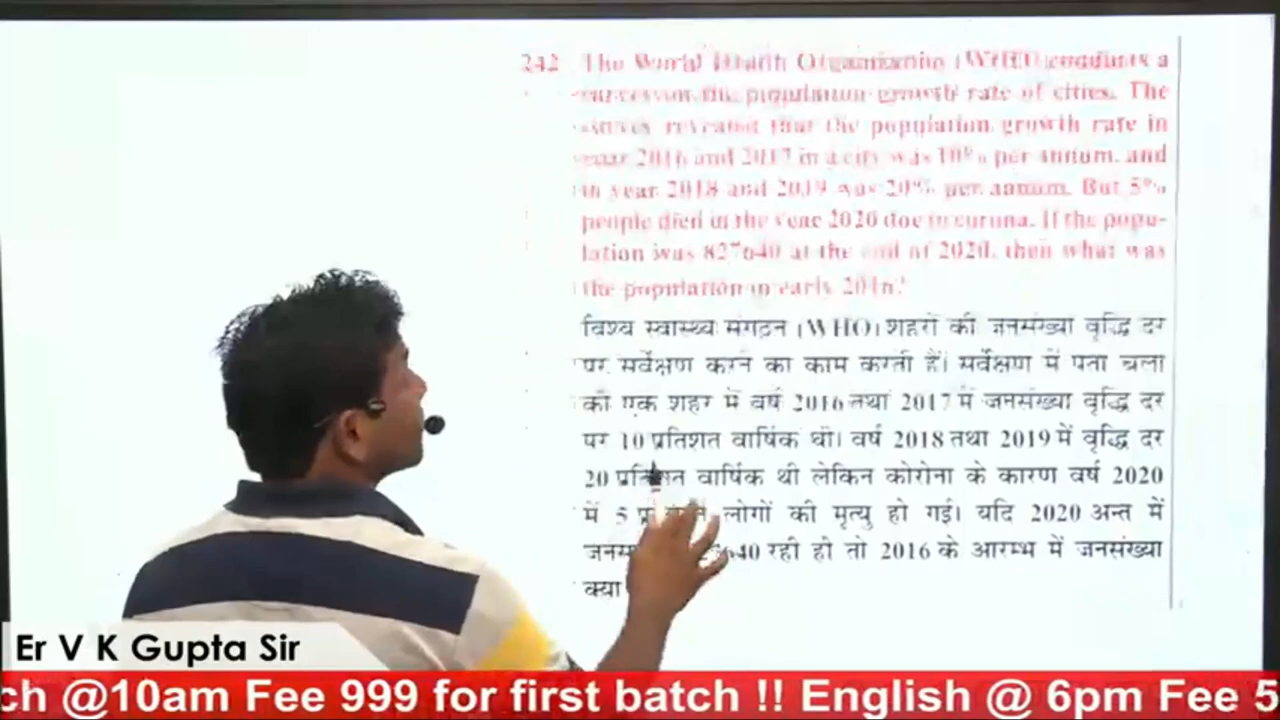 242 The World Health Organization (WHO) conducts a
survey on the population growth rate of cities. The
survey revealed that the population growth rate in
year 2016 and 2017 in a city was 10% per annum, and
in year 2018 and 2019 was 20% per annum. But 5%
people died in the year 2020 due to corona. If the popu-
lation was 827640 at the end of 2020, then what was
the population in early 2016?
विश्व स्वास्थ्य संगठन (WHO) शहरों की जनसंख्या वृद्धि दर
पर सर्वेक्षण करने का काम करती हैं। सर्वेक्षण में पता चला
की एक शहर में वर्ष 2016 तथा 2017 में जनसंख्या वृद्धि दर
पर 10 प्रतिशत वार्षिक थी। वर्ष 2018 तथा 2019 में वृद्धि दर
20 वार्षिक थी लेकिन कोरोना के कारण वर्ष 2020
में 5 लोगों की मृत्यु हो गई। यदि 2020 अन्त में
640 रही हो तो 2016 के आरम्भ में जनसंख्या
क्या
Er V K Gupta Sir
ch @10am Fee 999 for first batch !! English @ 6pm Fee 5